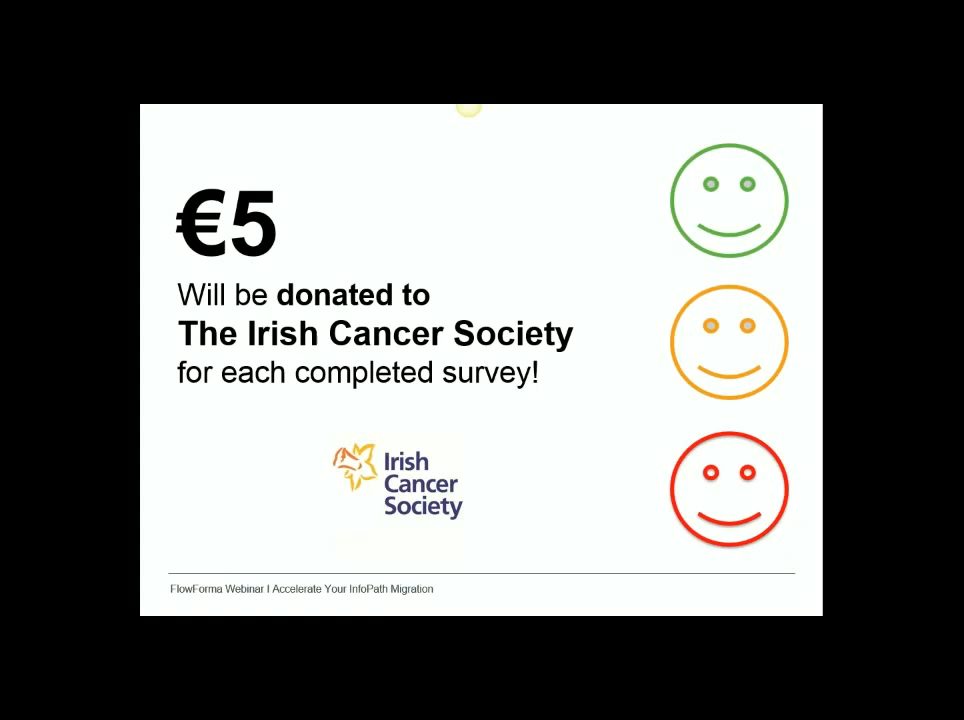 €5
Will be donated to
The Irish Cancer Society
for each completed survey!
Irish
Cancer
Society
FlowForma Webinar I Accelerate Your InfoPath Migration